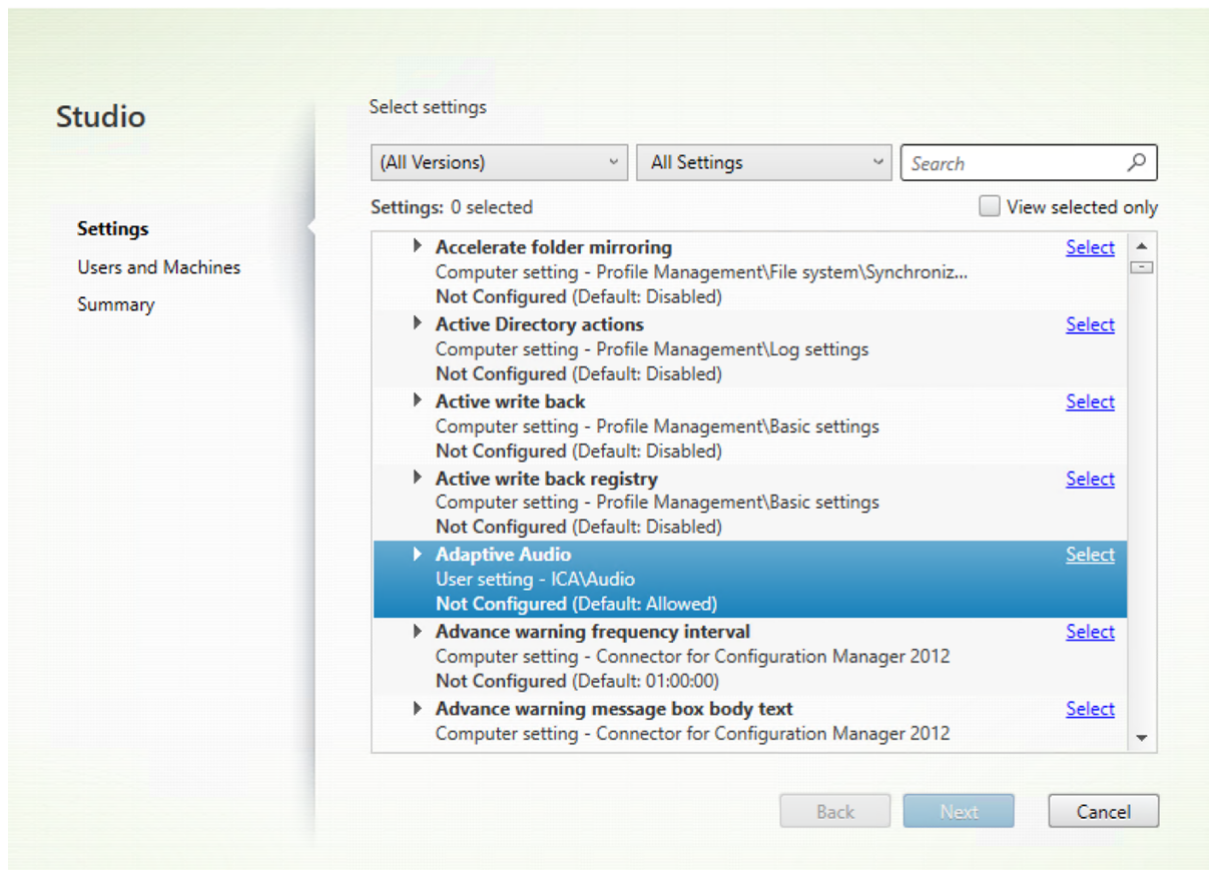 Studio
Settings
Users and Machines
Summary
Select settings
(All Versions)
All Settings
Search
Settings: 0 selected
View selected only
Accelerate folder mirroring Select
Computer setting - Profile Management\File system\Synchroniz...
Not Configured (Default: Disabled)
Active Directory actions Select
Computer setting - Profile Management\Log settings
Not Configured (Default: Disabled)
Active write back Select
Computer setting - Profile Management\Basic settings
Not Configured (Default: Disabled)
Active write back registry Select
Computer setting - Profile Management\Basic settings
Not Configured (Default: Disabled)
Adaptive Audio Select
User setting - ICA\Audio
Not Configured (Default: Allowed)
Advance warning frequency interval Select
Computer setting - Connector for Configuration Manager 2012
Not Configured (Default: 01:00:00)
Advance warning message box body text Select
Computer setting - Connector for Configuration Manager 2012
Back Next Cancel